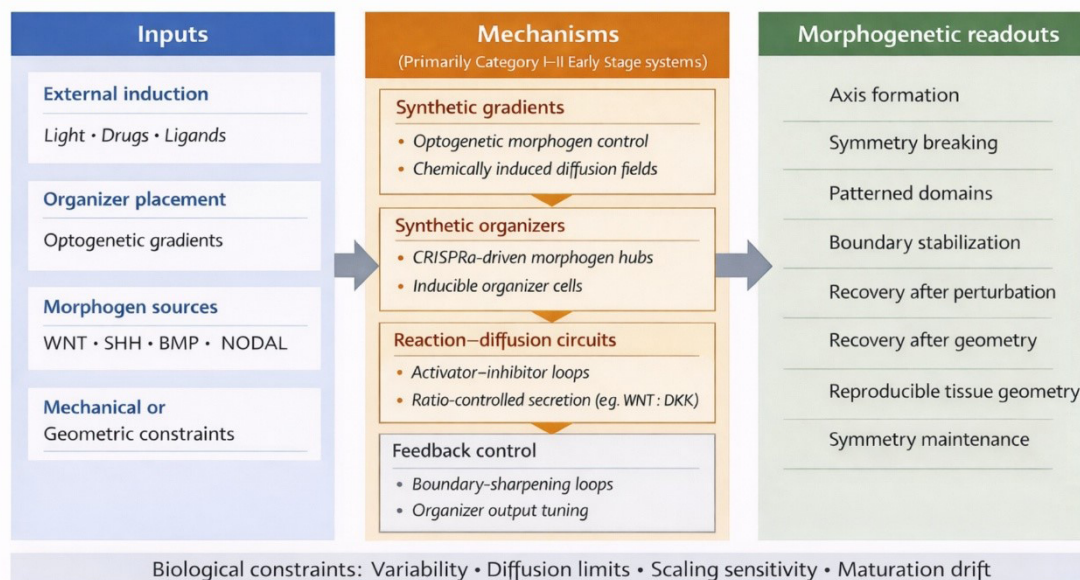 Inputs
External induction
Light • Drugs • Ligands
Organizer placement
Optogenetic gradients
Morphogen sources
WNT • SHH • BMP • NODAL
Mechanical or
Geometric constraints
Mechanisms
(Primarily Category I–II Early Stage systems)
Synthetic gradients
• Optogenetic morphogen control
• Chemically induced diffusion fields
Synthetic organizers
• CRISPRa-driven morphogen hubs
• Inducible organizer cells
Reaction–diffusion circuits
• Activator–inhibitor loops
• Ratio-controlled secretion (eg. WNT : DKK)
Feedback control
• Boundary-sharpening loops
• Organizer output tuning
Morphogenetic readouts
Axis formation
Symmetry breaking
Patterned domains
Boundary stabilization
Recovery after perturbation
Recovery after geometry
Reproducible tissue geometry
Symmetry maintenance
Biological constraints: Variability • Diffusion limits • Scaling sensitivity • Maturation drift